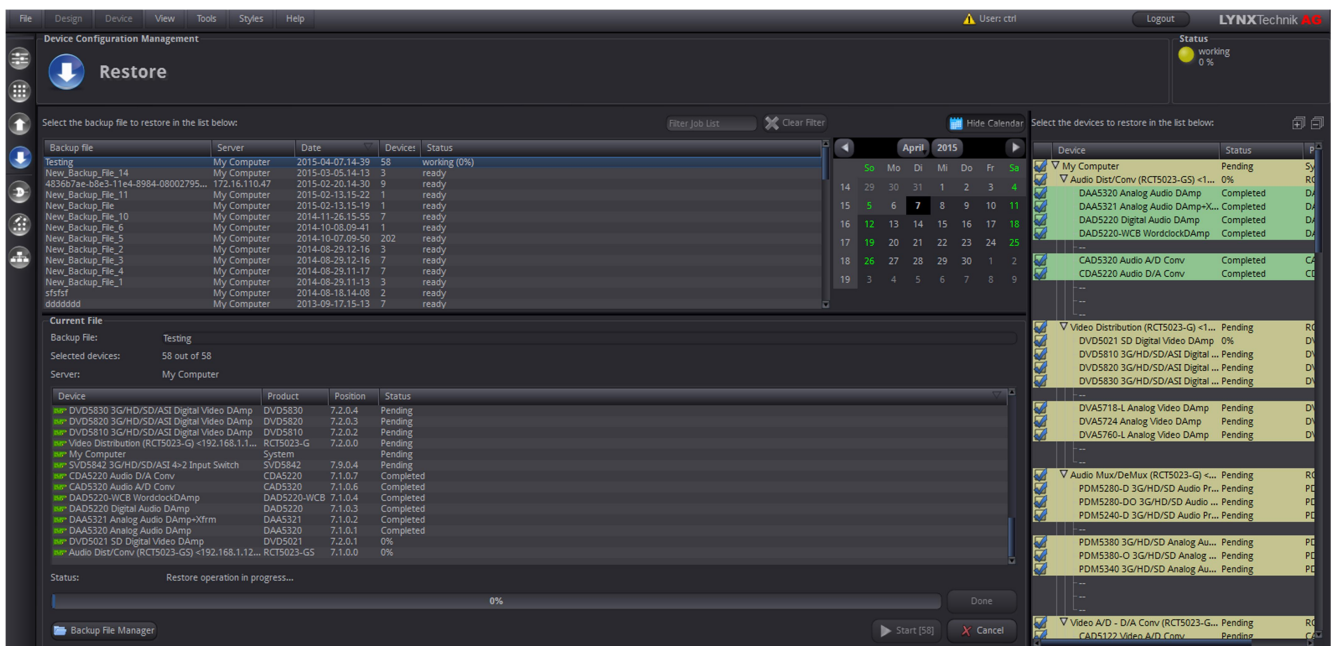 File Design Device View Tools Styles Help User: ctrl Logout LYNXTechnik AG
Device Configuration Management
Restore
Status
working
0 %
Select the backup file to restore in the list below: Filter Job List Clear Filter Hide Calendar
Backup file Server Date Devices Status
Testing My Computer 2015-04-07.14-39 58 working (0%)
New_Backup_File_14 My Computer 2015-03-05.14-13 3 ready
4836b7ae-b8e3-11e4-8984-08002795... 172.16.110.47 2015-02-20.14-30 9 ready
New_Backup_File_11 My Computer 2015-02-13.15-22 1 ready
New_Backup_File My Computer 2015-02-13.15-19 1 ready
New_Backup_File_10 My Computer 2014-11-26.15-55 7 ready
New_Backup_File_6 My Computer 2014-10-08.09-41 1 ready
New_Backup_File_5 My Computer 2014-10-07.09-50 202 ready
New_Backup_File_2 My Computer 2014-08-29.12-16 3 ready
New_Backup_File_3 My Computer 2014-08-29.12-16 7 ready
New_Backup_File_4 My Computer 2014-08-29.11-17 7 ready
New_Backup_File_1 My Computer 2014-08-29.11-13 3 ready
sfsfsf My Computer 2014-08-18.14-08 2 ready
ddddddd My Computer 2013-09-17.15-13 7 ready
April 2015
So Mo Di Mi Do Fr Sa
14 29 30 31 1 2 3 4
15 5 6 7 8 9 10 11
16 12 13 14 15 16 17 18
17 19 20 21 22 23 24 25
18 26 27 28 29 30 1 2
19 3 4 5 6 7 8 9
Current File
Backup File: Testing
Selected devices: 58 out of 58
Server: My Computer
Device Product Position Status
DVD5830 3G/HD/SD/ASI Digital Video DAmp DVD5830 7.2.0.4 Pending
DVD5820 3G/HD/SD/ASI Digital Video DAmp DVD5820 7.2.0.3 Pending
DVD5810 3G/HD/SD/ASI Digital Video DAmp DVD5810 7.2.0.2 Pending
Video Distribution (RCT5023-G) <192.168.1.1... RCT5023-G 7.2.0.0 Pending
My Computer System Pending
SVD5842 3G/HD/SD/ASI 4>2 Input Switch SVD5842 7.9.0.4 Pending
CDA5220 Audio D/A Conv CDA5220 7.1.0.7 Completed
CAD5320 Audio A/D Conv CAD5320 7.1.0.6 Completed
DAD5220-WCB WordclockDAmp DAD5220-WCB 7.1.0.4 Completed
DAD5220 Digital Audio DAmp DAD5220 7.1.0.3 Completed
DAA5321 Analog Audio DAmp+Xfrm DAA5321 7.1.0.2 Completed
DAA5320 Analog Audio DAmp DAA5320 7.1.0.1 Completed
DVD5021 SD Digital Video DAmp DVD5021 7.2.0.1 0%
Audio Dist/Conv (RCT5023-GS) <192.168.1.12... RCT5023-GS 7.1.0.0 0%
Status: Restore operation in progress...
0% Done
Backup File Manager Start [58] Cancel
Select the devices to restore in the list below:
Device Status P
My Computer Pending Sy
Audio Dist/Conv (RCT5023-GS) <1... 0% RC
DAA5320 Analog Audio DAmp Completed DA
DAA5321 Analog Audio DAmp+X... Completed DA
DAD5220 Digital Audio DAmp Completed DA
DAD5220-WCB WordclockDAmp Completed DA
--
CAD5320 Audio A/D Conv Completed CA
CDA5220 Audio D/A Conv Completed CD
--
--
--
Video Distribution (RCT5023-G) <1... Pending RC
DVD5021 SD Digital Video DAmp 0% DV
DVD5810 3G/HD/SD/ASI Digital ... Pending DV
DVD5820 3G/HD/SD/ASI Digital ... Pending DV
DVD5830 3G/HD/SD/ASI Digital ... Pending DV
--
DVA5718-L Analog Video DAmp Pending DV
DVA5724 Analog Video DAmp Pending DV
DVA5760-L Analog Video DAmp Pending DV
--
--
Audio Mux/DeMux (RCT5023-G) <... Pending RC
PDM5280-D 3G/HD/SD Audio Pr... Pending PD
PDM5280-DO 3G/HD/SD Audio ... Pending PD
PDM5240-D 3G/HD/SD Audio Pr... Pending PD
--
PDM5380 3G/HD/SD Analog Au... Pending PD
PDM5380-O 3G/HD/SD Analog ... Pending PD
PDM5340 3G/HD/SD Analog Au... Pending PD
--
--
--
Video A/D - D/A Conv (RCT5023-G... Pending RC
CAD5122 Video A/D Conv Pending CA